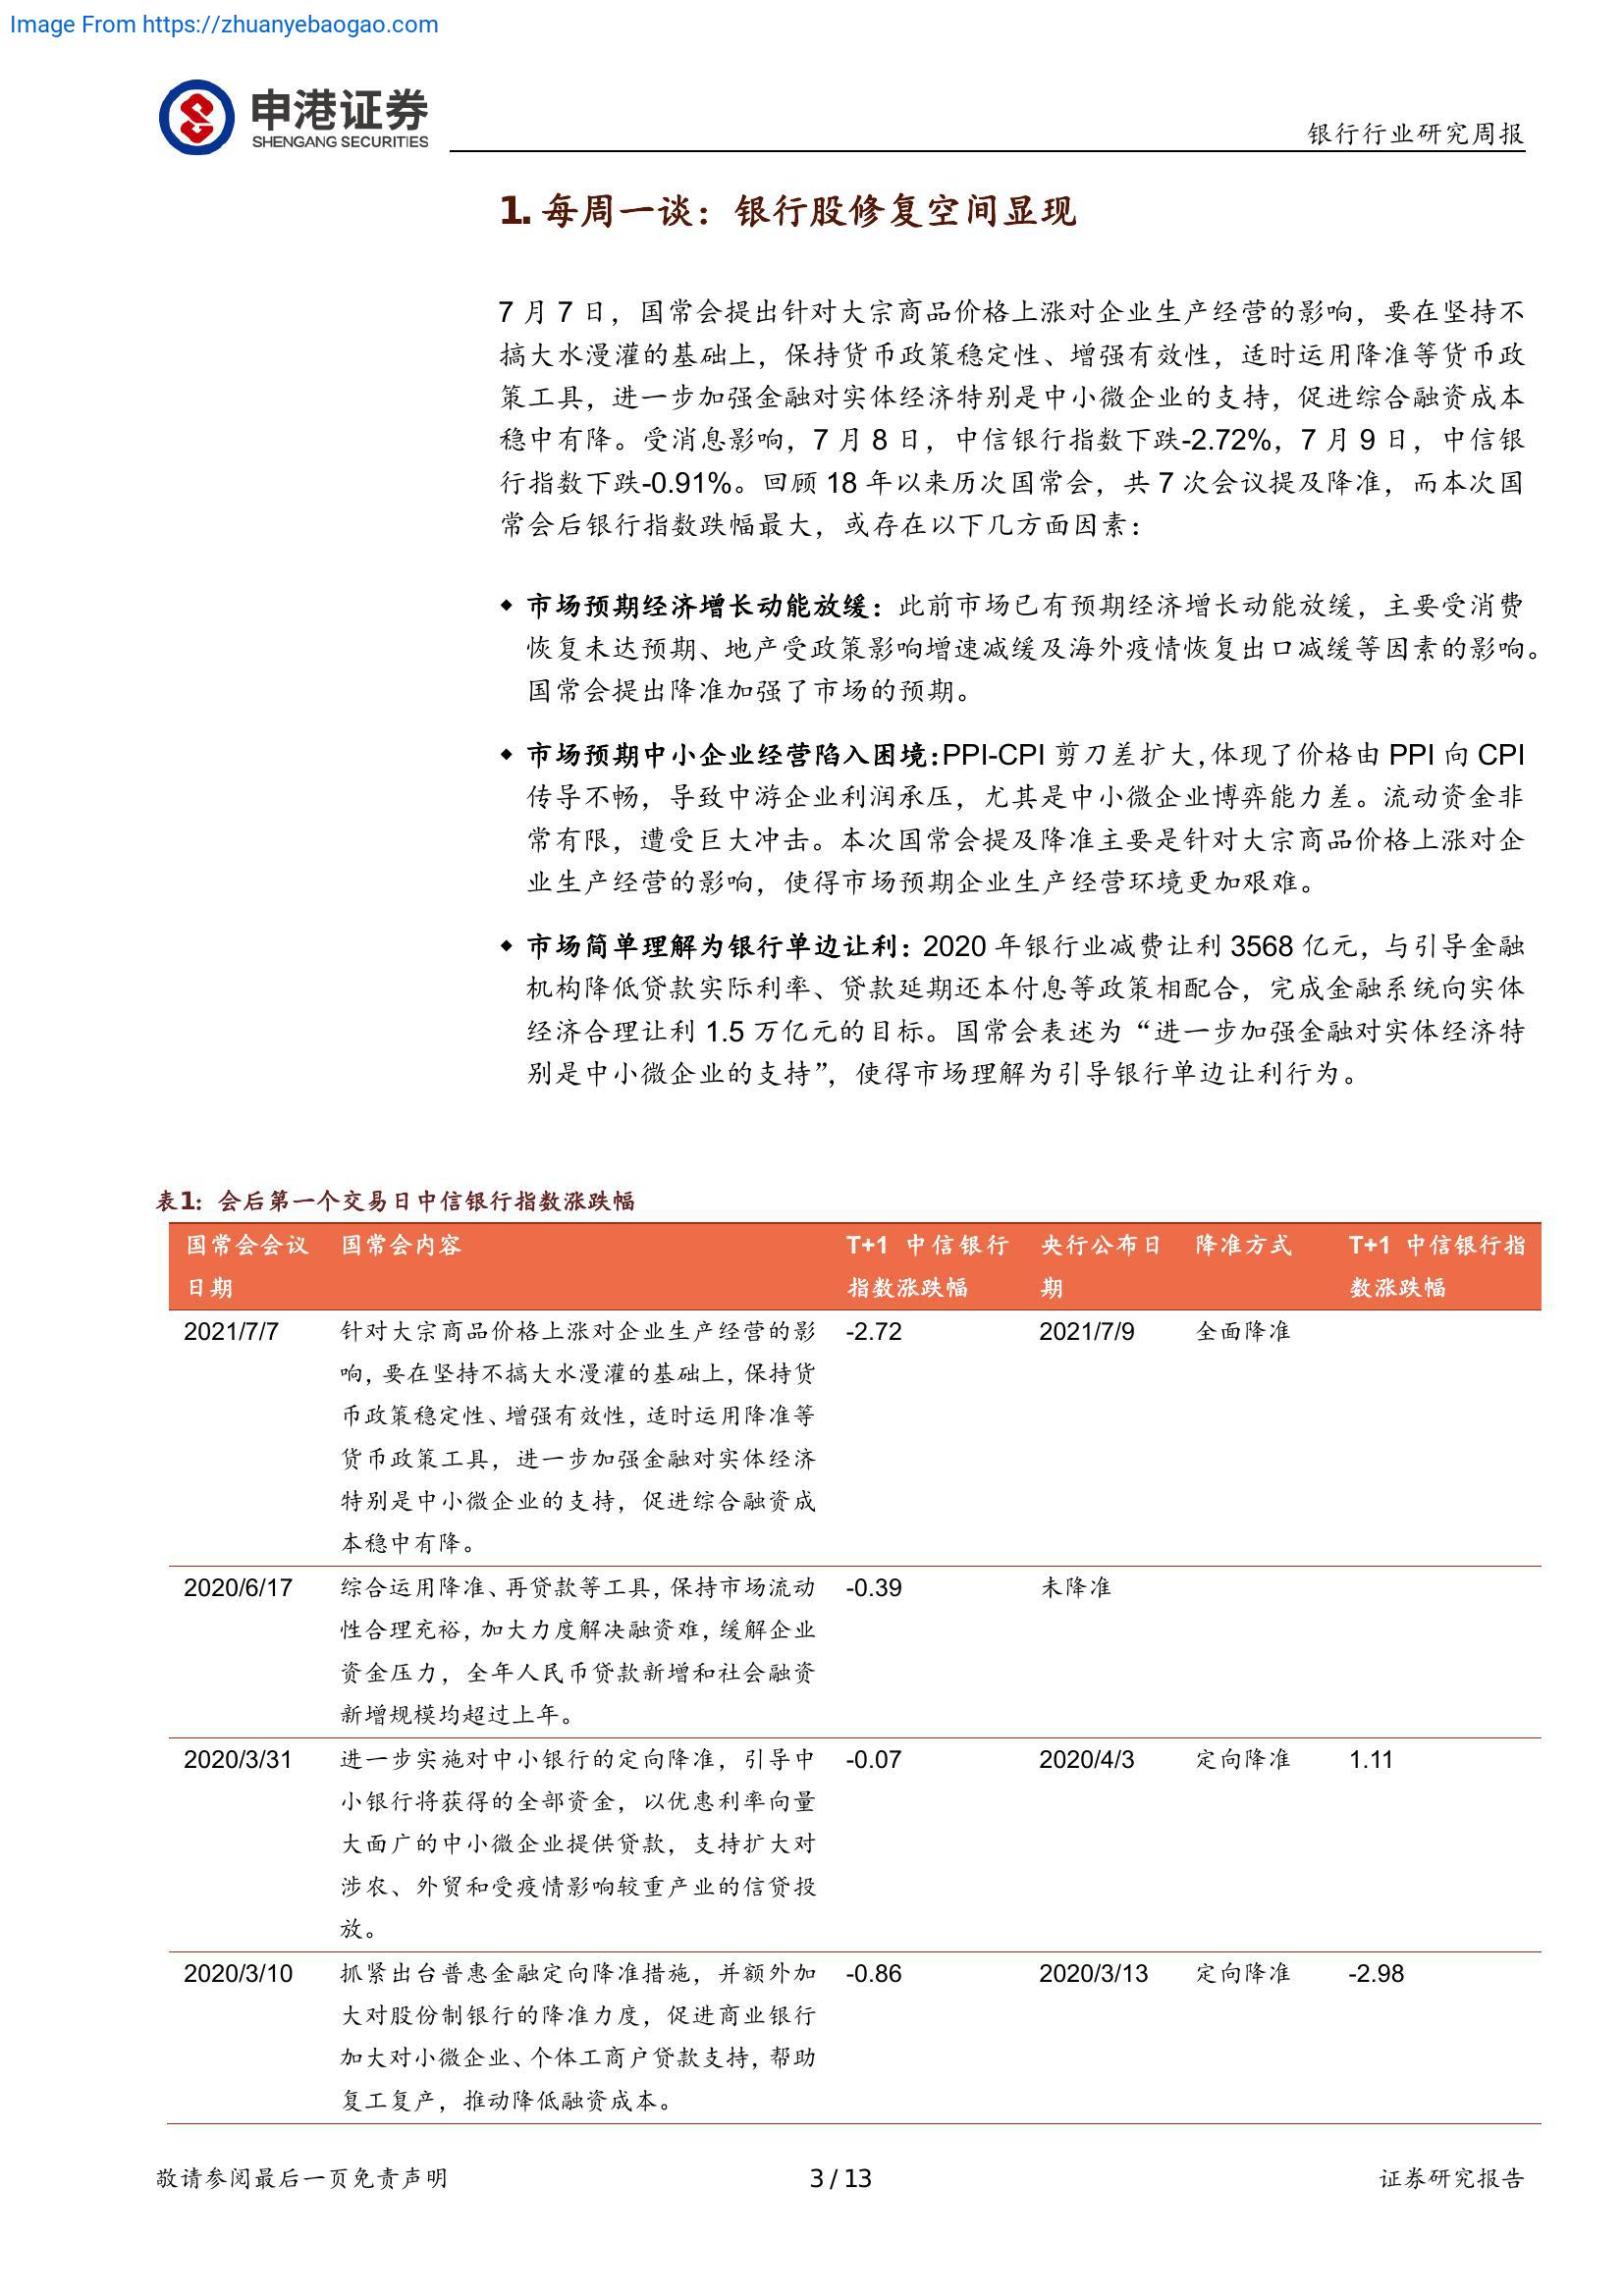 Image From https://zhuanyebaogao.com
申港证券
SHENGANG SECURITIES
银行行业研究周报
1. 每周一谈：银行股修复空间显现
7 月 7 日，国常会提出针对大宗商品价格上涨对企业生产经营的影响，要在坚持不
搞大水漫灌的基础上，保持货币政策稳定性、增强有效性，适时运用降准等货币政
策工具，进一步加强金融对实体经济特别是中小微企业的支持，促进综合融资成本
稳中有降。受消息影响，7 月 8 日，中信银行指数下跌-2.72%，7 月 9 日，中信银
行指数下跌-0.91%。回顾 18 年以来历次国常会，共 7 次会议提及降准，而本次国
常会后银行指数跌幅最大，或存在以下几方面因素：
◆ 市场预期经济增长动能放缓：此前市场已有预期经济增长动能放缓，主要受消费
恢复未达预期、地产受政策影响增速减缓及海外疫情恢复出口减缓等因素的影响。
国常会提出降准加强了市场的预期。
◆ 市场预期中小企业经营陷入困境：PPI-CPI 剪刀差扩大，体现了价格由 PPI 向 CPI
传导不畅，导致中游企业利润承压，尤其是中小微企业博弈能力差。流动资金非
常有限，遭受巨大冲击。本次国常会提及降准主要是针对大宗商品价格上涨对企
业生产经营的影响，使得市场预期企业生产经营环境更加艰难。
◆ 市场简单理解为银行单边让利：2020 年银行业减费让利 3568 亿元，与引导金融
机构降低贷款实际利率、贷款延期还本付息等政策相配合，完成金融系统向实体
经济合理让利 1.5 万亿元的目标。国常会表述为“进一步加强金融对实体经济特
别是中小微企业的支持”，使得市场理解为引导银行单边让利行为。
表1：会后第一个交易日中信银行指数涨跌幅
国常会会议 国常会内容 T+1 中信银行 央行公布日 降准方式 T+1 中信银行指
日期 指数涨跌幅 期 数涨跌幅
2021/7/7 针对大宗商品价格上涨对企业生产经营的影 -2.72 2021/7/9 全面降准
响，要在坚持不搞大水漫灌的基础上，保持货
币政策稳定性、增强有效性，适时运用降准等
货币政策工具，进一步加强金融对实体经济
特别是中小微企业的支持，促进综合融资成
本稳中有降。
2020/6/17 综合运用降准、再贷款等工具，保持市场流动 -0.39 未降准
性合理充裕，加大力度解决融资难，缓解企业
资金压力，全年人民币贷款新增和社会融资
新增规模均超过上年。
2020/3/31 进一步实施对中小银行的定向降准，引导中 -0.07 2020/4/3 定向降准 1.11
小银行将获得的全部资金，以优惠利率向量
大面广的中小微企业提供贷款，支持扩大对
涉农、外贸和受疫情影响较重产业的信贷投
放。
2020/3/10 抓紧出台普惠金融定向降准措施，并额外加 -0.86 2020/3/13 定向降准 -2.98
大对股份制银行的降准力度，促进商业银行
加大对小微企业、个体工商户贷款支持，帮助
复工复产，推动降低融资成本。
敬请参阅最后一页免责声明 3 / 13 证券研究报告